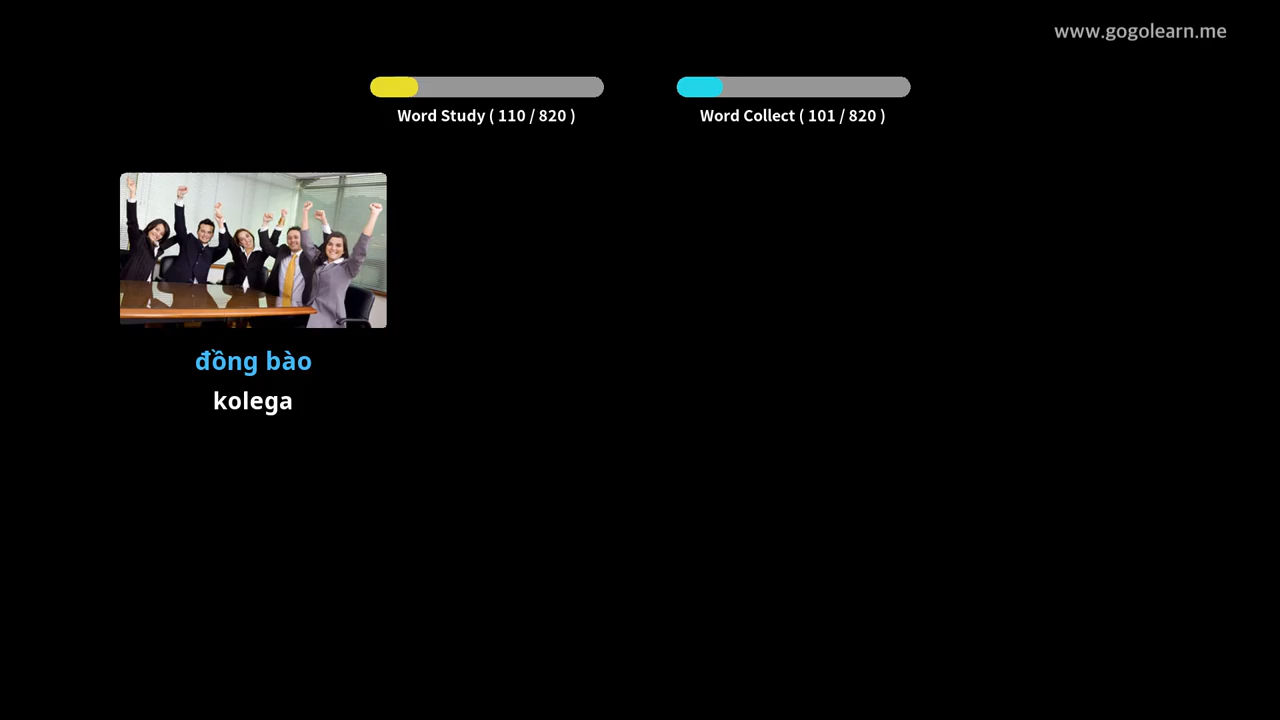 www.gogolearn.me
Word Study ( 110 / 820 )
Word Collect ( 101 / 820 )
đồng bào
kolega